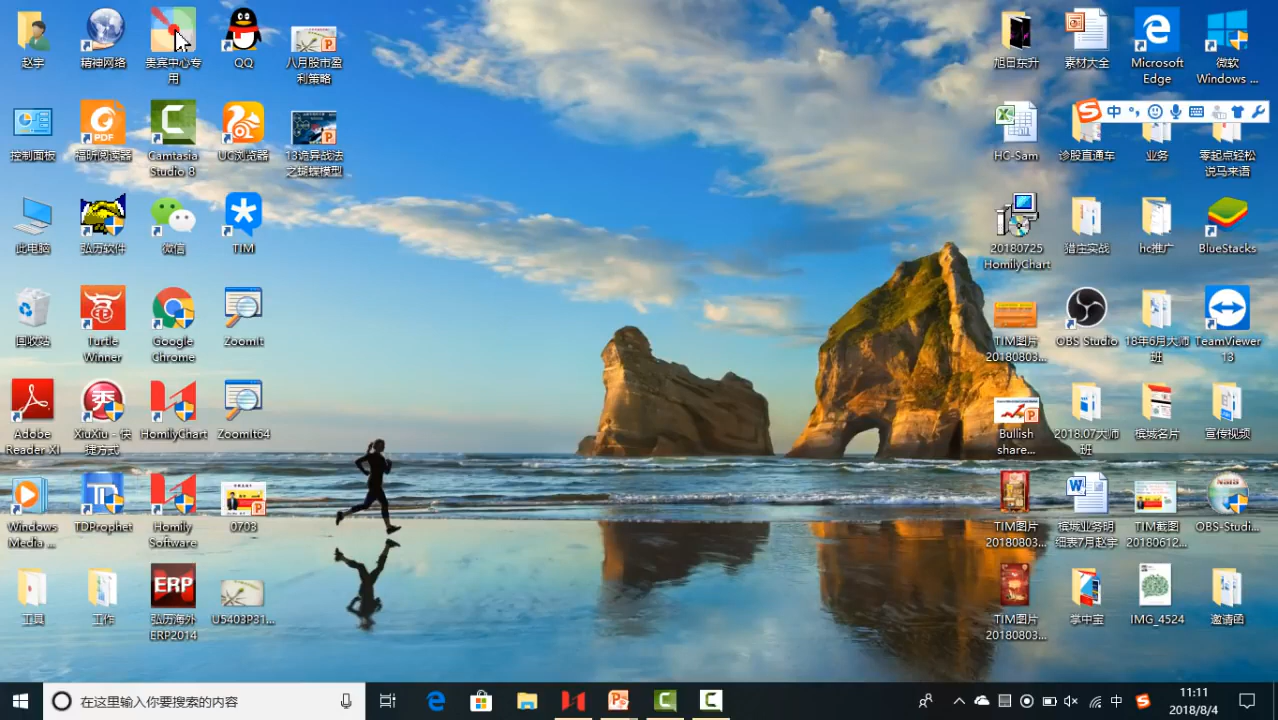 赵宇
精神网络
贵宾中心专
用
QQ
八月股市盈
利策略
旭日东升
素材大全
Microsoft
Edge
微软
Windows ...
中
控制面板
PDF
福昕阅读器
Camtasia
Studio 8
UC浏览器
13诡异战法
之蝴蝶模型
HC-Sam
诊股直通车
业务
零起点轻松
说马来语
此电脑
弘历软件
微信
TIM
20180725
HomilyChart
猎庄实战
hc推广
BlueStacks
回收站
Turtle
Winner
Google
Chrome
ZoomIt
TIM图片
20180803...
OBS Studio
18年6月大师
班
TeamViewer
13
Adobe
Reader XI
秀
XiuXiu - 快
捷方式
HomilyChart
ZoomIt64
Bullish
share...
2018.07大师
班
槟城名片
宣传视频
Windows
Media ...
TDProphet
Homily
Software
0703
TIM图片
20180803...
槟城业务明
细表7月赵宇
TIM截图
20180612...
OBS-Studi...
工具
工作
ERP
弘历海外
ERP2014
U5403P31...
TIM图片
20180803...
掌中宝
IMG_4524
邀请函
在这里输入你要搜索的内容
中
11:11
2018/8/4